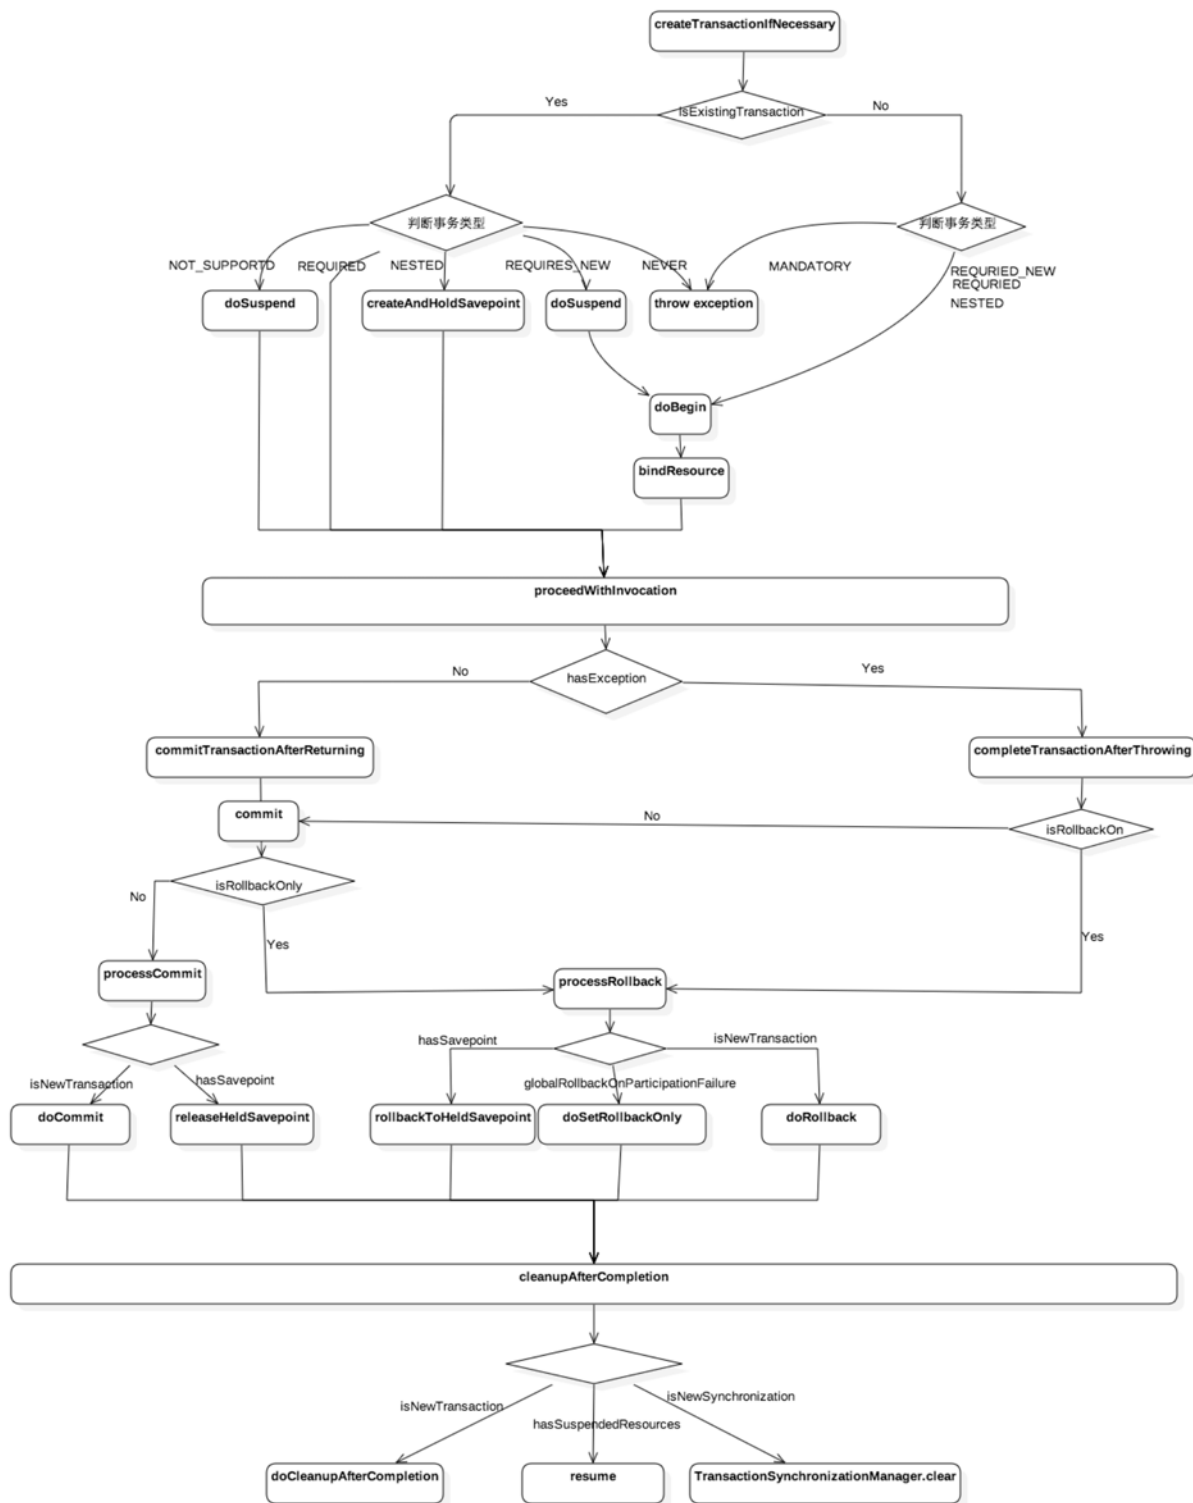 createTransactionIfNecessary
isExistingTransaction
Yes
No
判断事务类型
判断事务类型
NOT_SUPPORTD
REQUIRED
NESTED
REQUIRES_NEW
NEVER
MANDATORY
REQURIED_NEW
REQURIED
NESTED
doSuspend
createAndHoldSavepoint
doSuspend
throw exception
doBegin
bindResource
proceedWithInvocation
hasException
No
Yes
commitTransactionAfterReturning
completeTransactionAfterThrowing
commit
No
isRollbackOn
isRollbackOnly
No
Yes
Yes
processCommit
processRollback
hasSavepoint
isNewTransaction
isNewTransaction
hasSavepoint
globalRollbackOnParticipationFailure
doCommit
releaseHeldSavepoint
rollbackToHeldSavepoint
doSetRollbackOnly
doRollback
cleanupAfterCompletion
isNewTransaction
hasSuspendedResources
isNewSynchronization
doCleanupAfterCompletion
resume
TransactionSynchronizationManager.clear